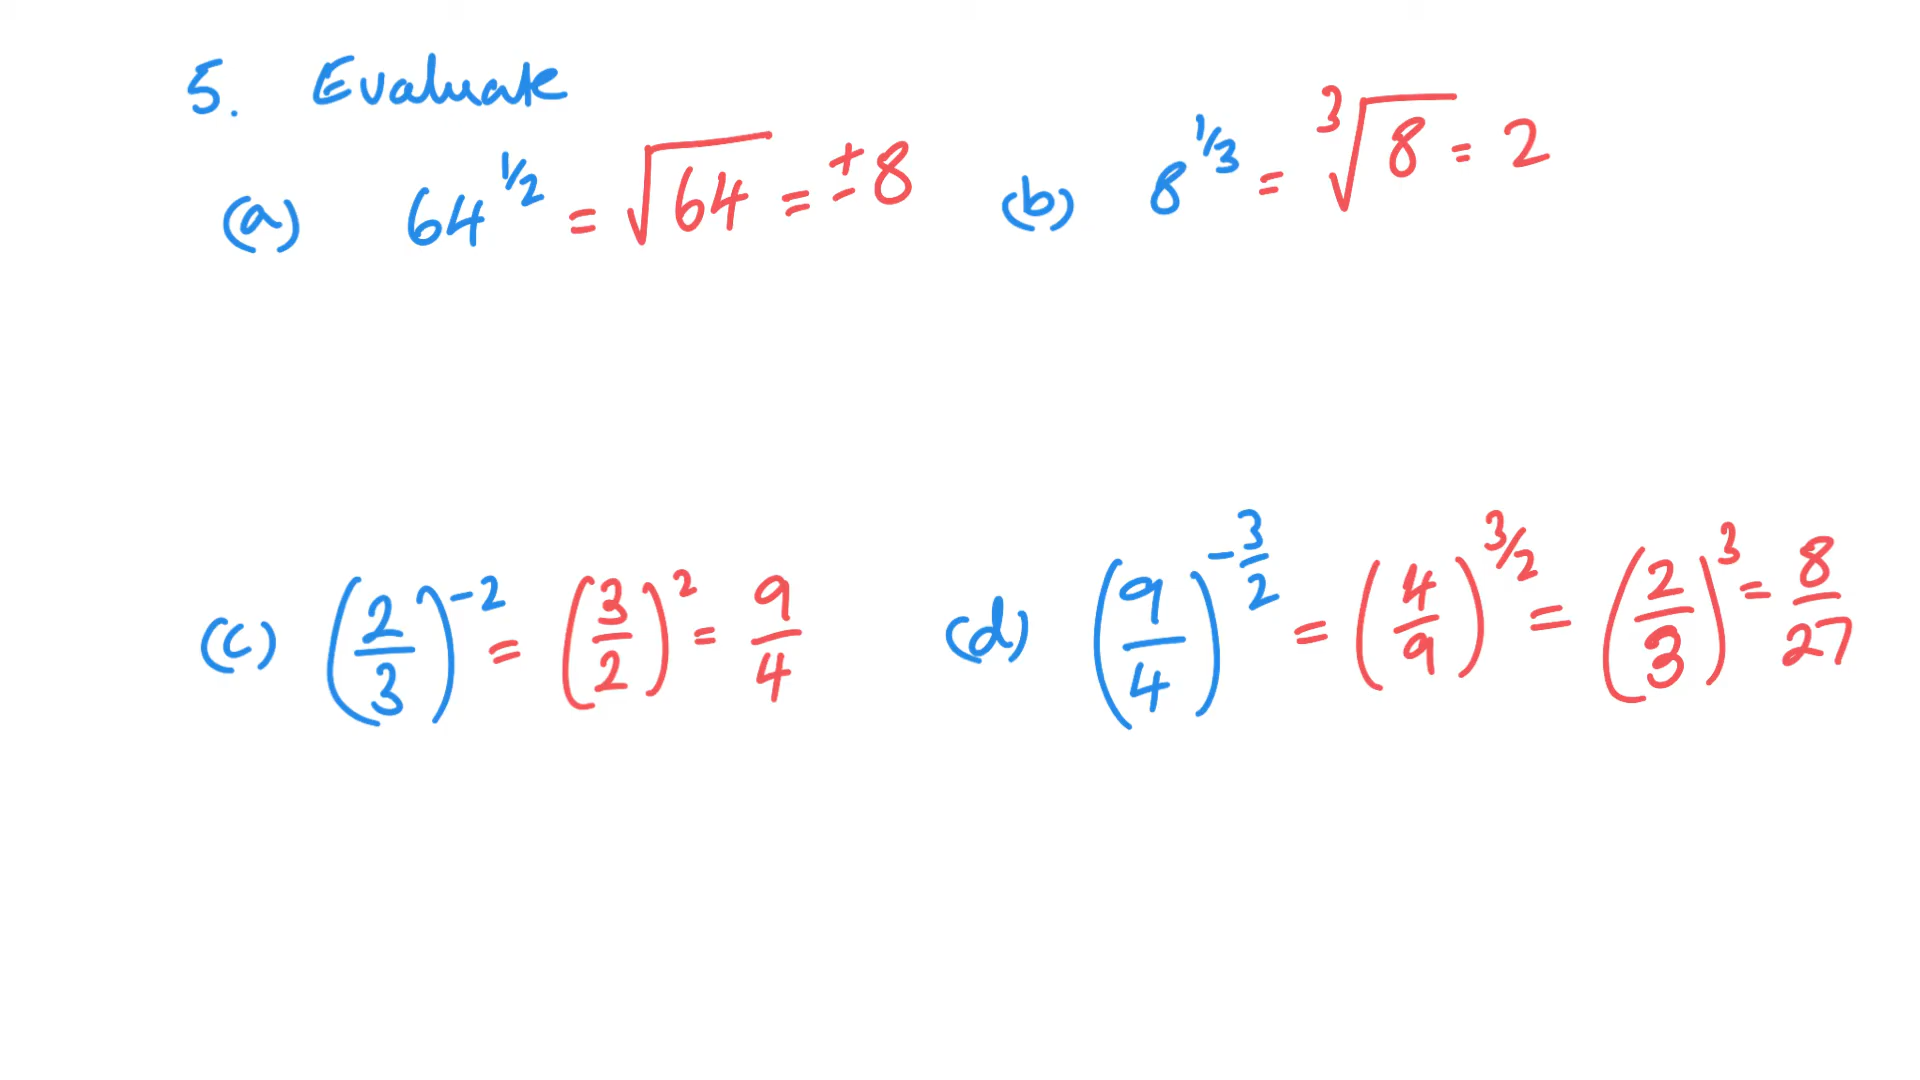 5. Evaluate
(a) 64^1/2 = √64 = ±8
(b) 8^1/3 = ³√8 = 2
(c) (2/3)^-2 = (3/2)^2 = 9/4
(d) (9/4)^-3/2 = (4/9)^3/2 = (2/3)^3 = 8/27